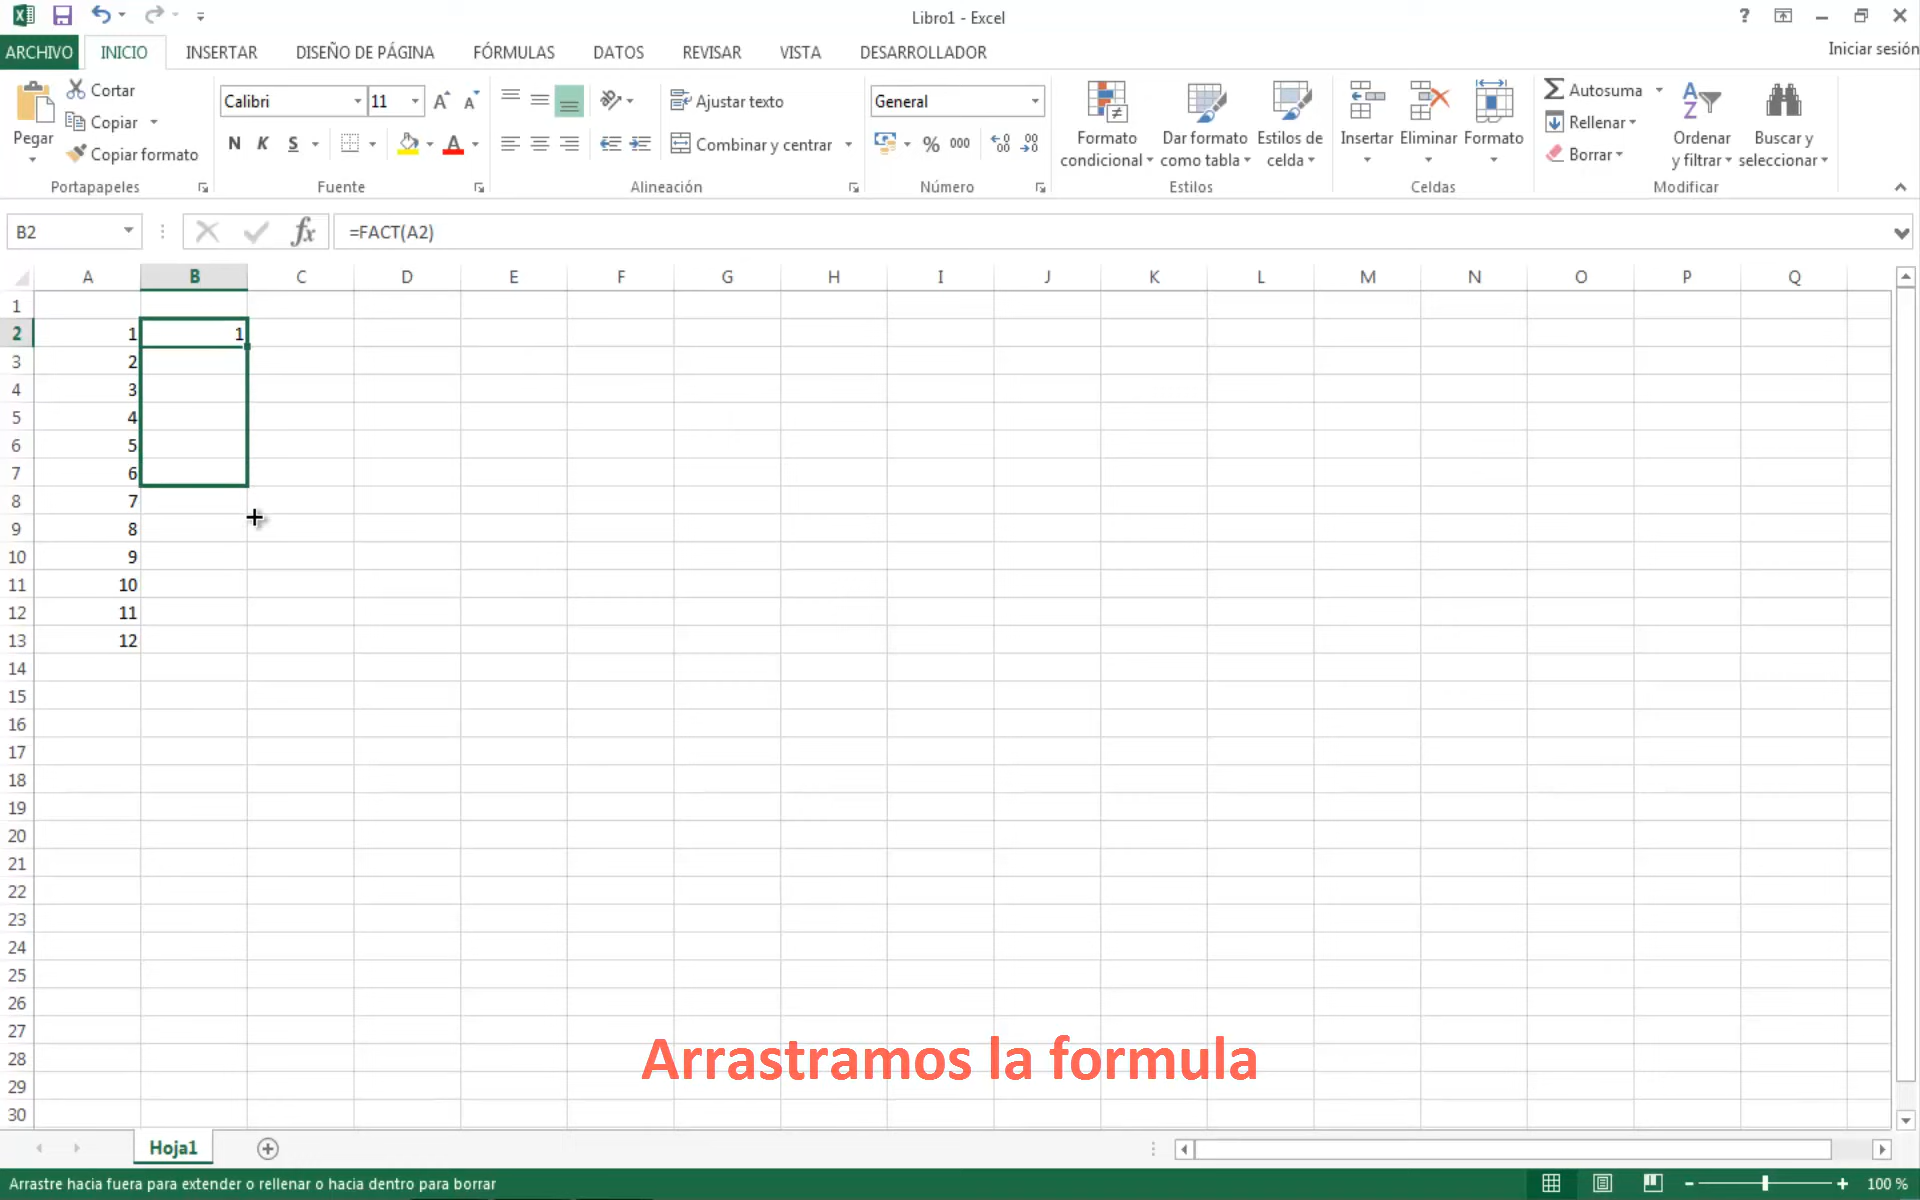 Libro1 - Excel
?
ARCHIVO INICIO INSERTAR DISEÑO DE PÁGINA FÓRMULAS DATOS REVISAR VISTA DESARROLLADOR Iniciar sesión
Pegar
Cortar
Copiar
Copiar formato
Portapapeles
Calibri 11
N K S
Fuente
Ajustar texto
Combinar y centrar
Alineación
General
% 000
Número
Formato condicional
Dar formato como tabla
Estilos de celda
Estilos
Insertar
Eliminar
Formato
Celdas
Autosuma
Rellenar
Borrar
Ordenar y filtrar
Buscar y seleccionar
Modificar
B2 fx =FACT(A2)
A B C D E F G H I J K L M N O P Q
1
2 1 1
3 2
4 3
5 4
6 5
7 6
8 7
9 8
10 9
11 10
12 11
13 12
14
15
16
17
18
19
20
21
22
23
24
25
26
27
28
29
30
Arrastramos la formula
Hoja1
Arrastre hacia fuera para extender o rellenar o hacia dentro para borrar 100 %